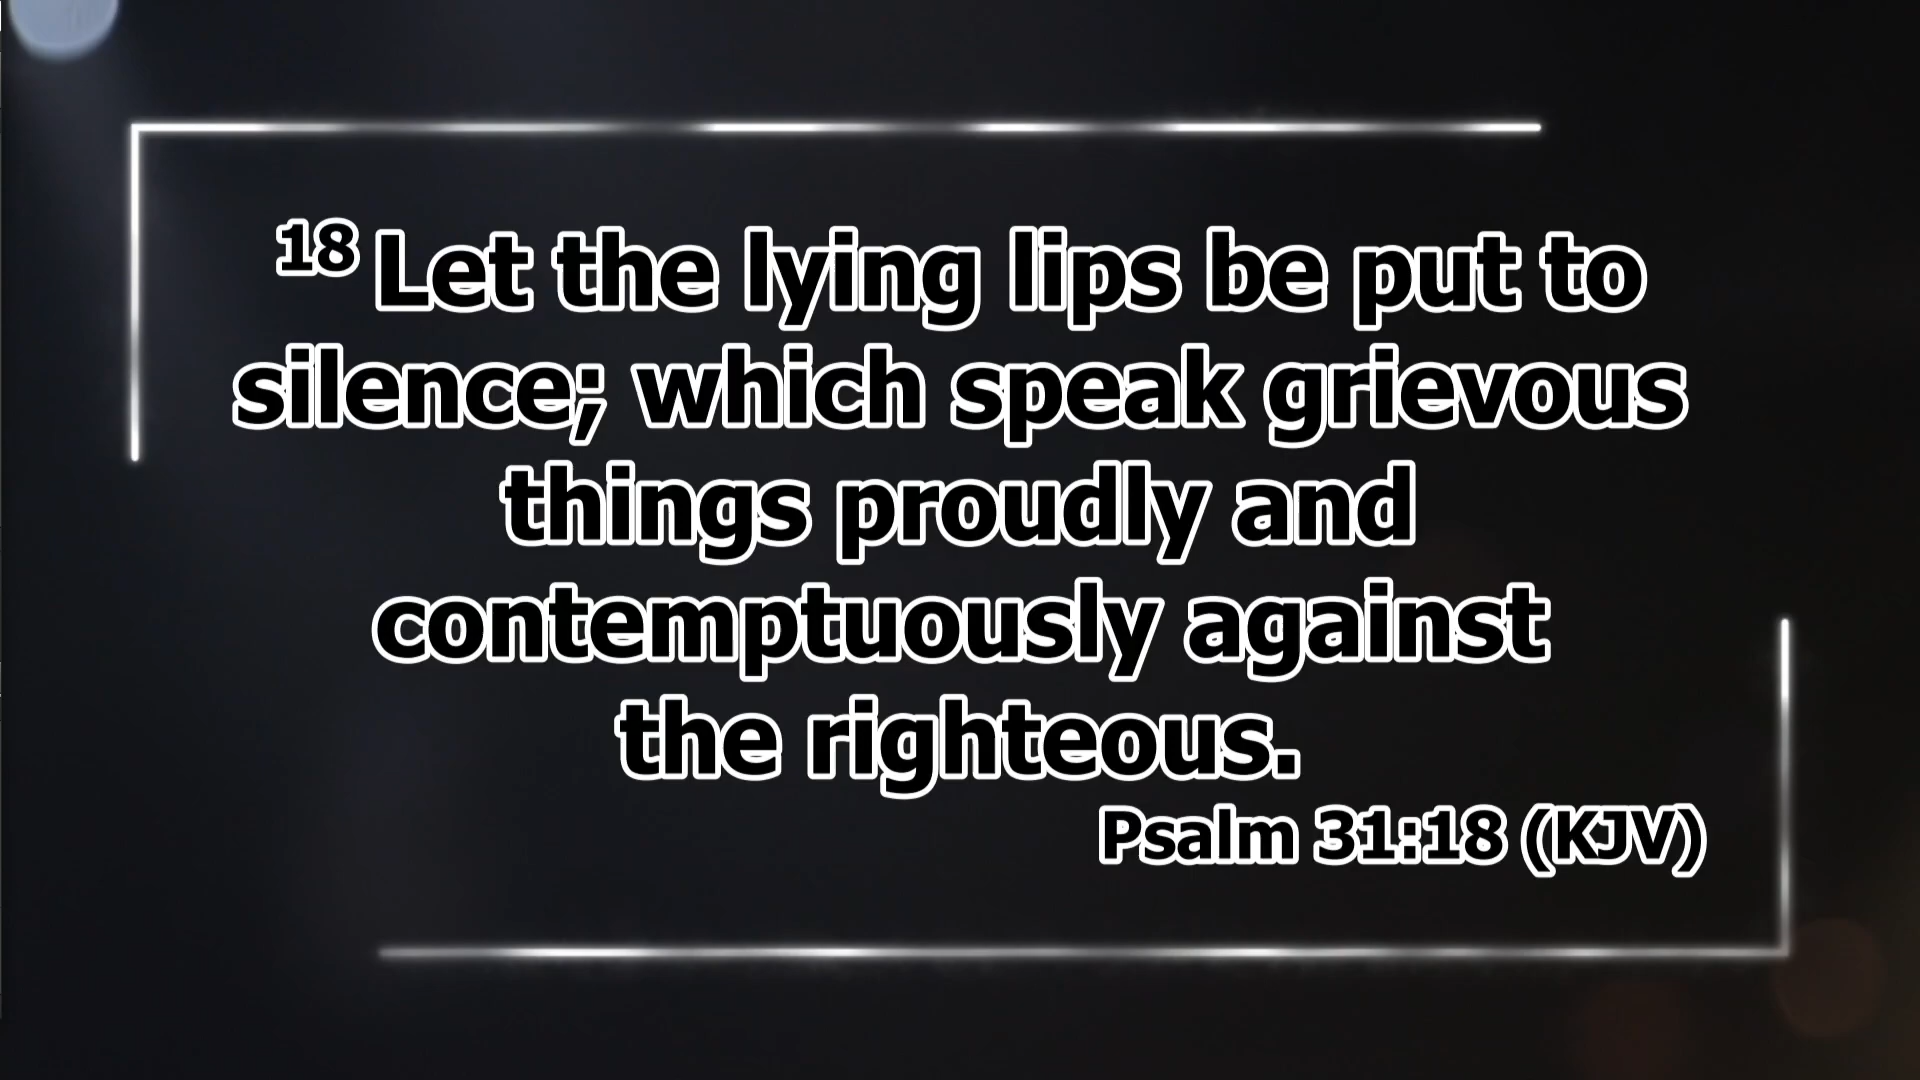 18 Let the lying lips be put to
silence; which speak grievous
things proudly and
contemptuously against
the righteous.
Psalm 31:18 (KJV)